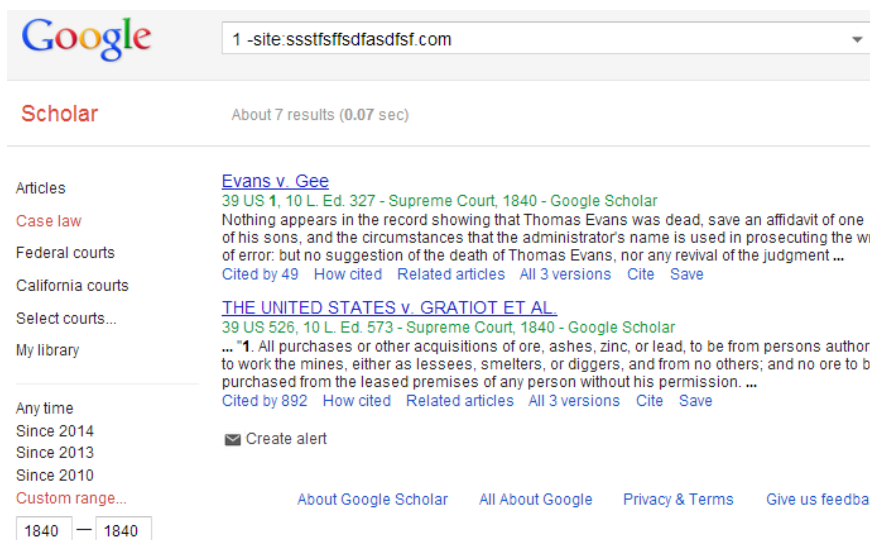 Google
1 -site:ssstfsffsdfasdfsf.com
Scholar
About 7 results (0.07 sec)
Articles
Case law
Federal courts
California courts
Select courts...
My library
Any time
Since 2014
Since 2013
Since 2010
Custom range...
1840 — 1840
Evans v. Gee
39 US 1, 10 L. Ed. 327 - Supreme Court, 1840 - Google Scholar
Nothing appears in the record showing that Thomas Evans was dead, save an affidavit of one
of his sons, and the circumstances that the administrator's name is used in prosecuting the
of error: but no suggestion of the death of Thomas Evans, nor any revival of the judgment ...
Cited by 49 How cited Related articles All 3 versions Cite Save
THE UNITED STATES v. GRATIOT ET AL.
39 US 526, 10 L. Ed. 573 - Supreme Court, 1840 - Google Scholar
... "1. All purchases or other acquisitions of ore, ashes, zinc, or lead, to be from persons author
to work the mines, either as lessees, smelters, or diggers, and from no others; and no ore to b
purchased from the leased premises of any person without his permission. ...
Cited by 892 How cited Related articles All 3 versions Cite Save
Create alert
About Google Scholar All About Google Privacy & Terms Give us feedba